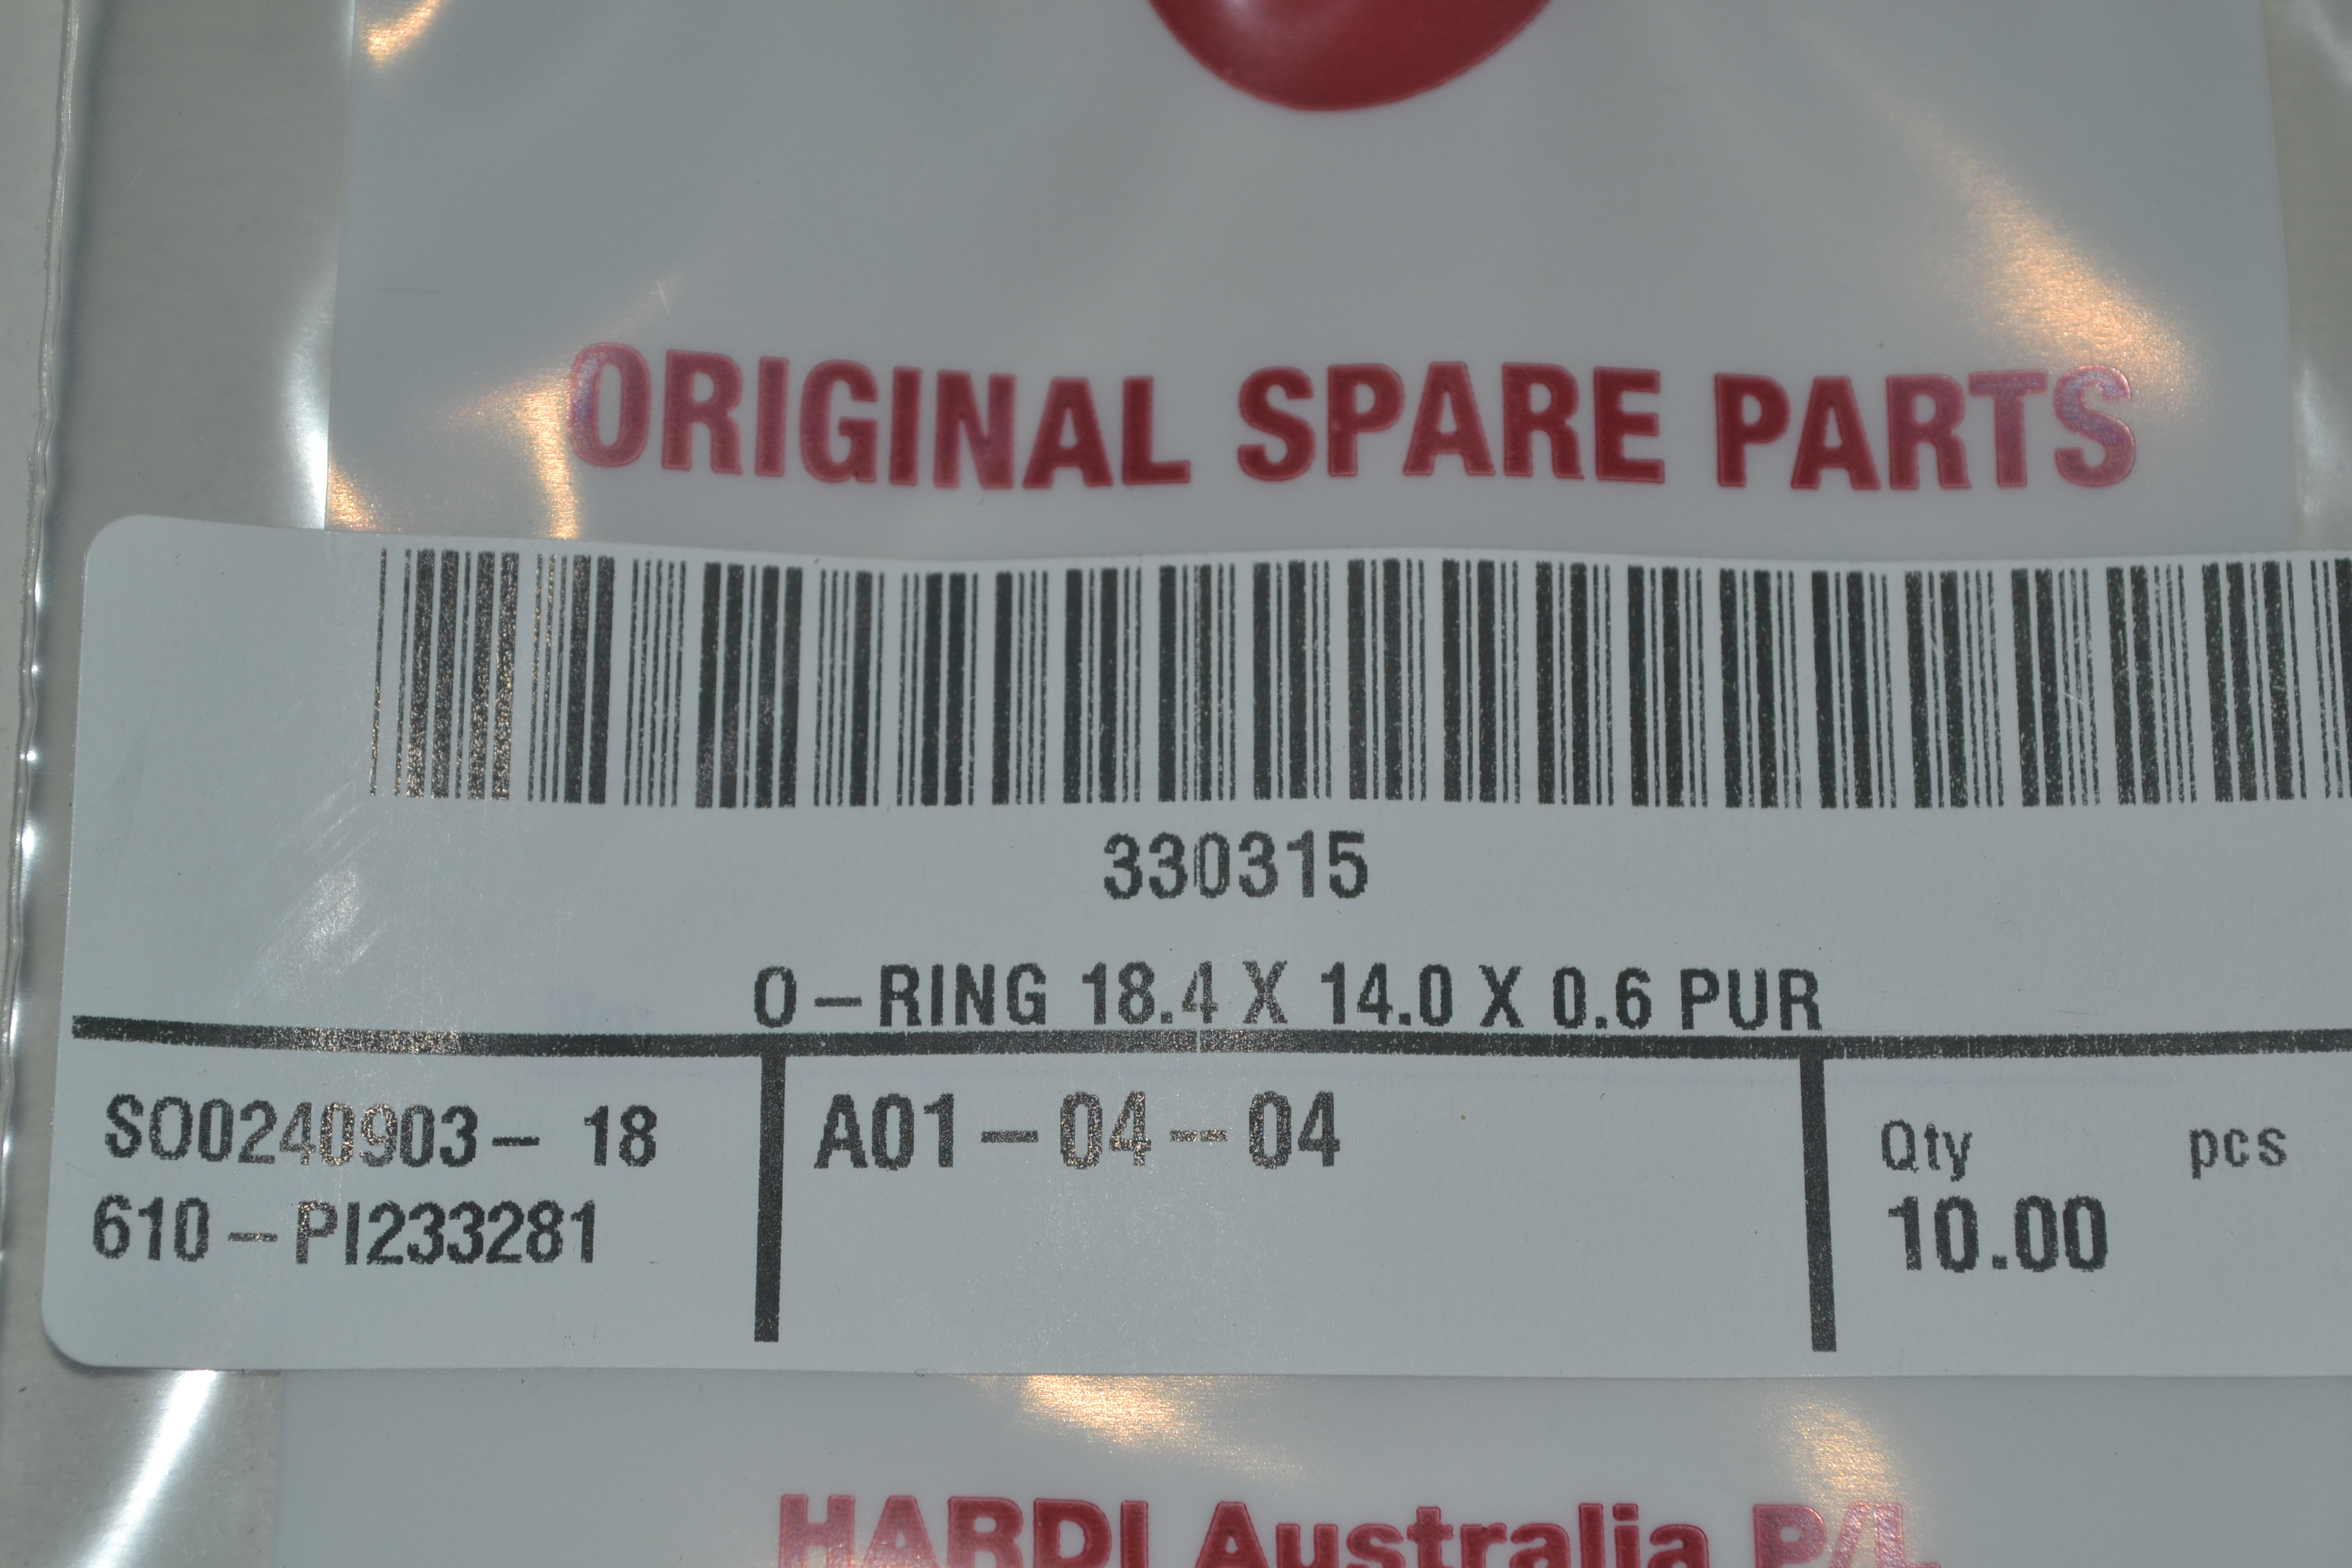 ORIGINAL SPARE PARTS
330315
O-RING 18.4 X 14.0 X 0.6 PUR
SO0240903- 18
610-PI233281
A01-04--04
Qty pcs
10.00
HARDI Australia P/L